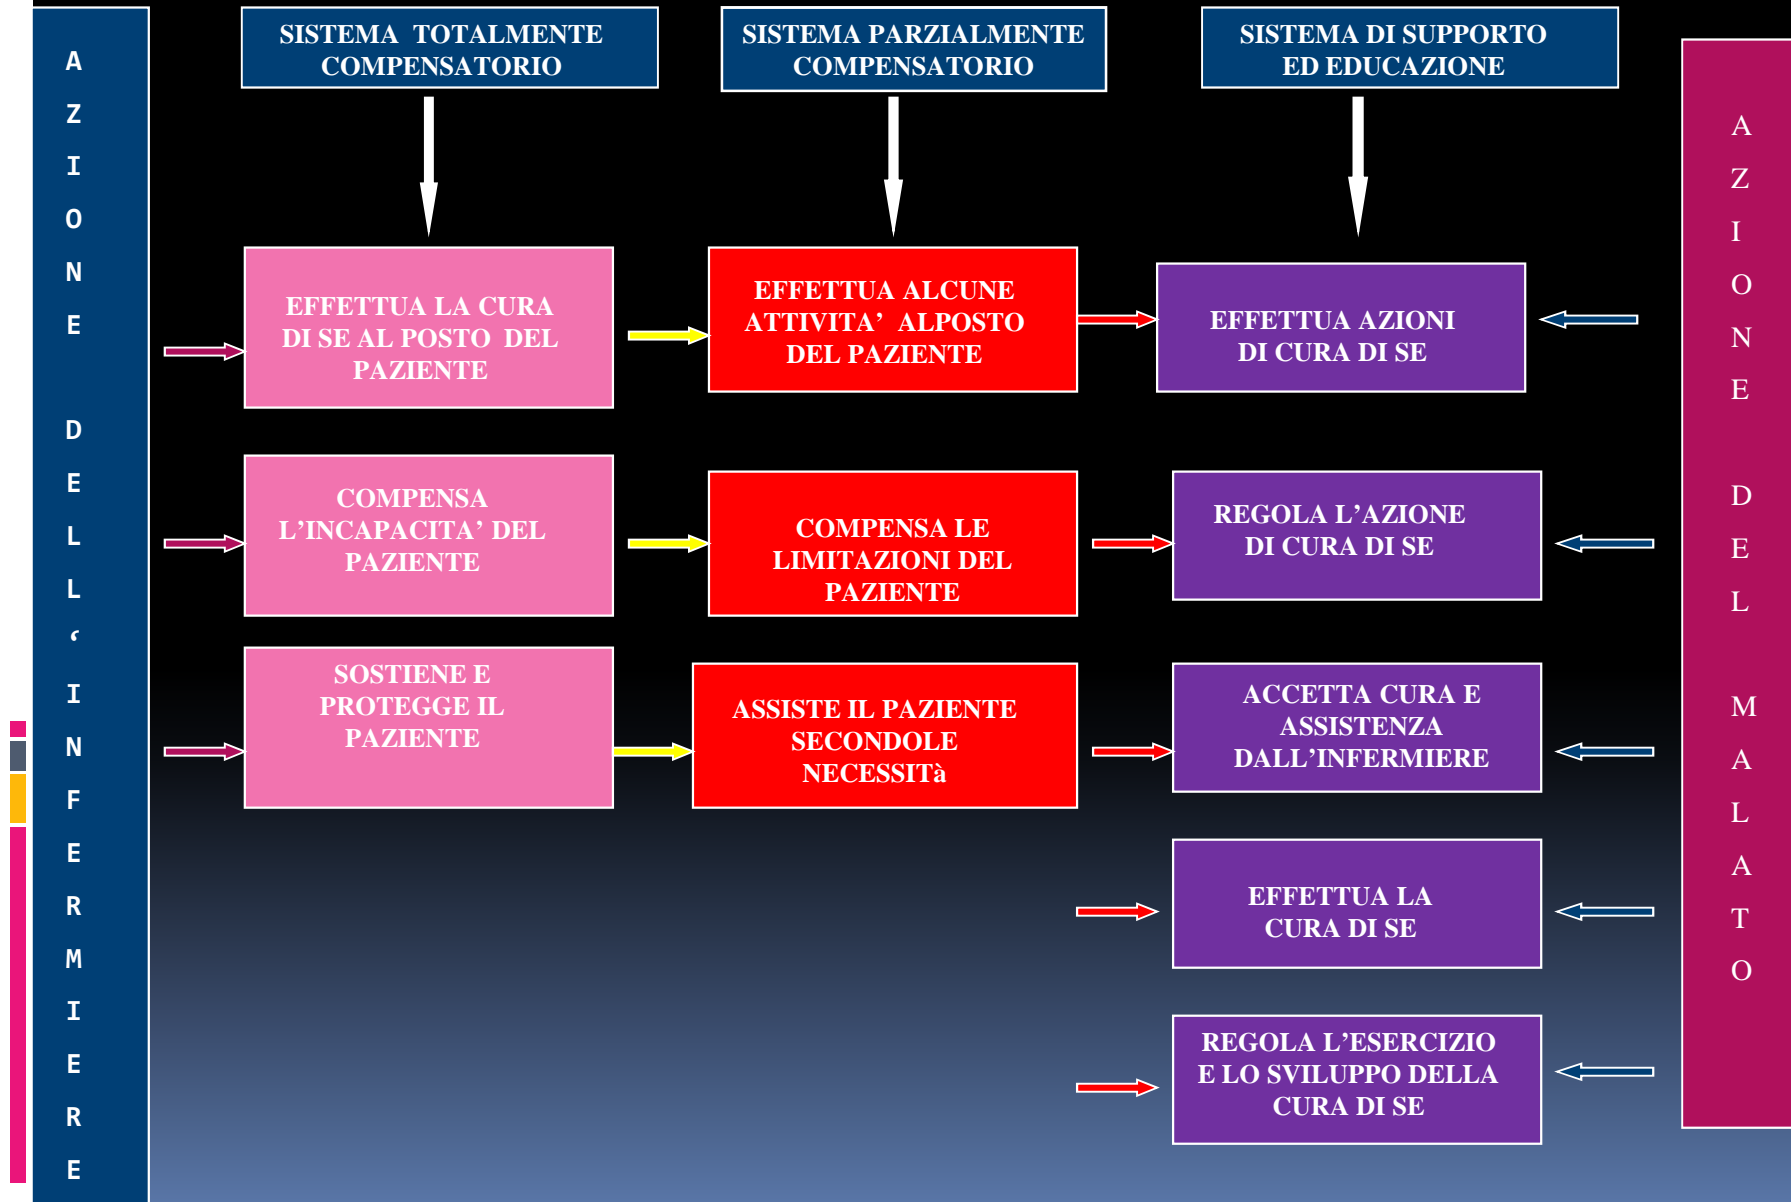 AZIONE DELL‘INFERMIERE
SISTEMA TOTALMENTE
COMPENSATORIO
SISTEMA PARZIALMENTE
COMPENSATORIO
SISTEMA DI SUPPORTO
ED EDUCAZIONE
EFFETTUA LA CURA
DI SE AL POSTO DEL
PAZIENTE
EFFETTUA ALCUNE
ATTIVITA’ ALPOSTO
DEL PAZIENTE
EFFETTUA AZIONI
DI CURA DI SE
COMPENSA
L’INCAPACITA’ DEL
PAZIENTE
COMPENSA LE
LIMITAZIONI DEL
PAZIENTE
REGOLA L’AZIONE
DI CURA DI SE
SOSTIENE E
PROTEGGE IL
PAZIENTE
ASSISTE IL PAZIENTE
SECONDOLE
NECESSITà
ACCETTA CURA E
ASSISTENZA
DALL’INFERMIERE
EFFETTUA LA
CURA DI SE
REGOLA L’ESERCIZIO
E LO SVILUPPO DELLA
CURA DI SE
AZIONE DEL MALATO